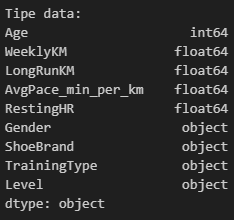 Tipe data:
Age                    int64
WeeklyKM             float64
LongRunKM            float64
AvgPace_min_per_km   float64
RestingHR            float64
Gender                object
ShoeBrand             object
TrainingType          object
Level                 object
dtype: object